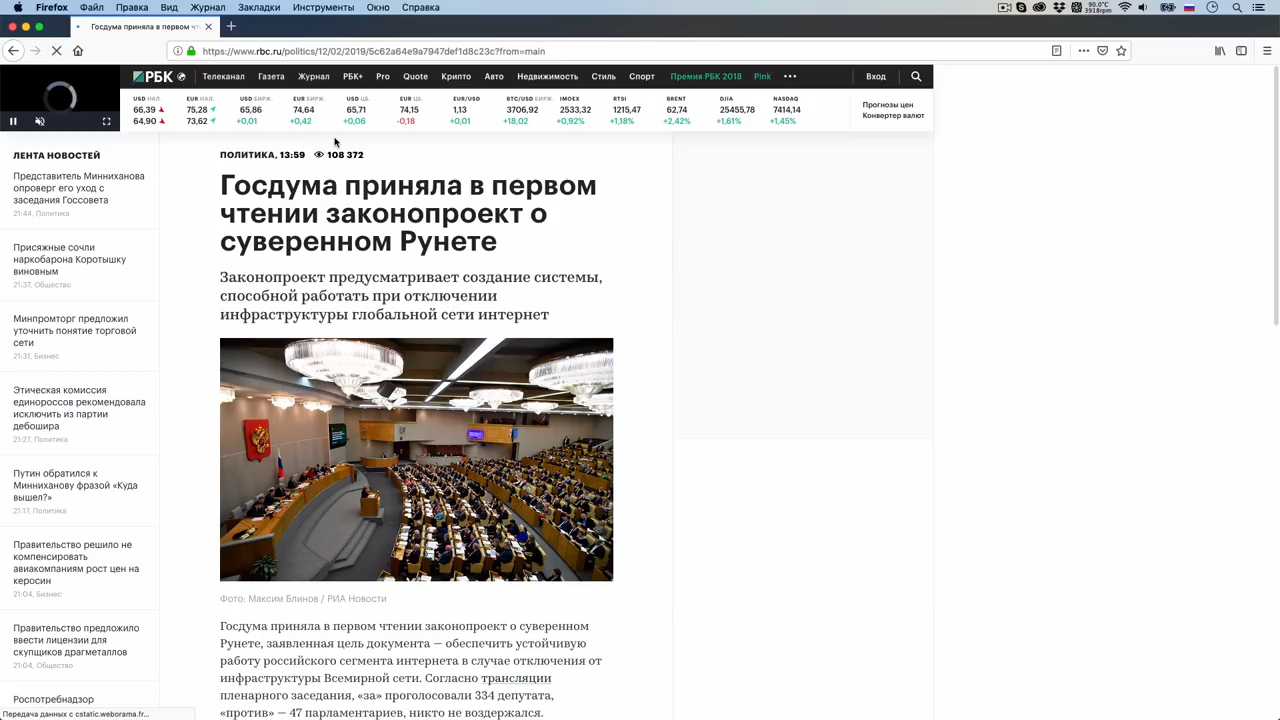 Firefox Файл Вид Журнал Закладки Инструменты Окно Справка
90.0°C
3918rpm
Госдума приняла в первом чт
https://www.rbc.ru/politics/12/02/2019/5c62a64e9a7947def1d8c23c?from=main
РБК Телеканал Газета Журнал РБК+ Pro Quote Крипто Авто Недвижимость Стиль Спорт Премия РБК 2018 Pink Вход
USD НАЛ. EUR НАЛ. USD БИРЖ. EUR БИРЖ. USD ЦБ. EUR ЦБ. EUR/USD BTC/USD БИРЖ. IMOEX RTSI BRENT DJIA NASDAQ
66,39 75,28 65,86 74,64 65,71 74,15 1,13 3706,92 2533,32 1215,47 62,74 25455,78 7414,14
64,90 73,62 +0,01 +0,42 +0,06 -0,18 +0,01 +18,02 +0,92% +1,18% +2,42% +1,61% +1,45%
Прогнозы цен
Конвертер валют
ЛЕНТА НОВОСТЕЙ
Представитель Минниханова
опроверг его уход с
заседания Госсовета
21:44, Политика
Присяжные сочли
наркобарона Коротышку
виновным
21:37, Общество
Минпромторг предложил
уточнить понятие торговой
сети
21:31, Бизнес
Этическая комиссия
единороссов рекомендовала
исключить из партии
дебошира
21:27, Политика
Путин обратился к
Минниханову фразой «Куда
вышел?»
21:17, Политика
Правительство решило не
компенсировать
авиакомпаниям рост цен на
керосин
21:04, Бизнес
Правительство предложило
ввести лицензии для
скупщиков драгметаллов
21:04, Общество
Роспотребнадзор
ПОЛИТИКА, 13:59 108 372
Госдума приняла в первом
чтении законопроект о
суверенном Рунете
Законопроект предусматривает создание системы,
способной работать при отключении
инфраструктуры глобальной сети интернет
Фото: Максим Блинов / РИА Новости
Госдума приняла в первом чтении законопроект о суверенном
Рунете, заявленная цель документа — обеспечить устойчивую
работу российского сегмента интернета в случае отключения от
инфраструктуры Всемирной сети. Согласно трансляции
пленарного заседания, «за» проголосовали 334 депутата,
«против» — 47 парламентариев, никто не воздержался.
Передача данных с cstatic.weborama.fr...